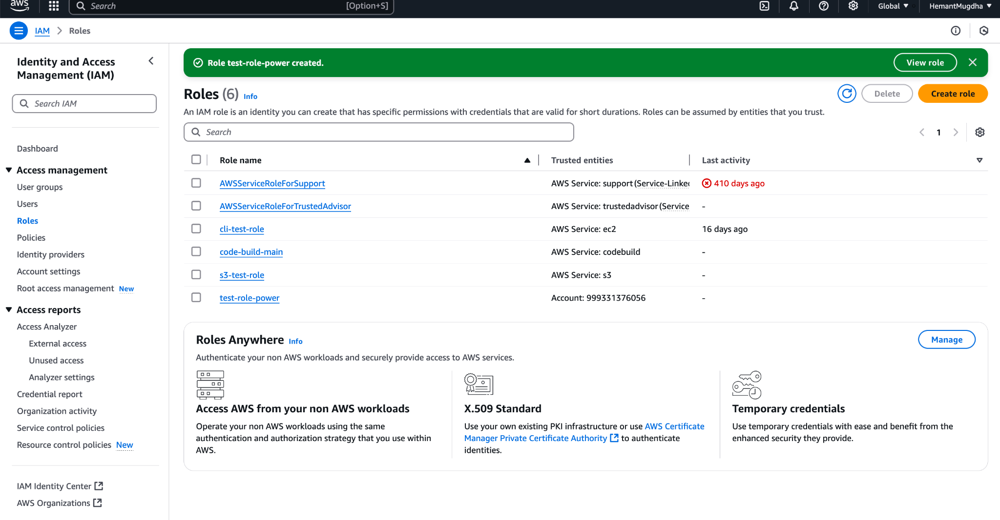 aws
Search
[Option+S]
Global
HemantMugdha
IAM
Roles
Identity and Access
Management (IAM)
Search IAM
Dashboard
Access management
User groups
Users
Roles
Policies
Identity providers
Account settings
Root access management New
Access reports
Access Analyzer
External access
Unused access
Analyzer settings
Credential report
Organization activity
Service control policies
Resource control policies New
IAM Identity Center
AWS Organizations
Role test-role-power created.
View role
Roles (6) Info
Delete
Create role
An IAM role is an identity you can create that has specific permissions with credentials that are valid for short durations. Roles can be assumed by entities that you trust.
Search
1
Role name Trusted entities Last activity
AWSServiceRoleForSupport AWS Service: support (Service-Linked 410 days ago
AWSServiceRoleForTrustedAdvisor AWS Service: trustedadvisor (Service -
cli-test-role AWS Service: ec2 16 days ago
code-build-main AWS Service: codebuild -
s3-test-role AWS Service: s3 -
test-role-power Account: 999331376056 -
Roles Anywhere Info
Manage
Authenticate your non AWS workloads and securely provide access to AWS services.
Access AWS from your non AWS workloads
Operate your non AWS workloads using the same
authentication and authorization strategy that you use within
AWS.
X.509 Standard
Use your own existing PKI infrastructure or use AWS Certificate
Manager Private Certificate Authority to authenticate
identities.
Temporary credentials
Use temporary credentials with ease and benefit from the
enhanced security they provide.